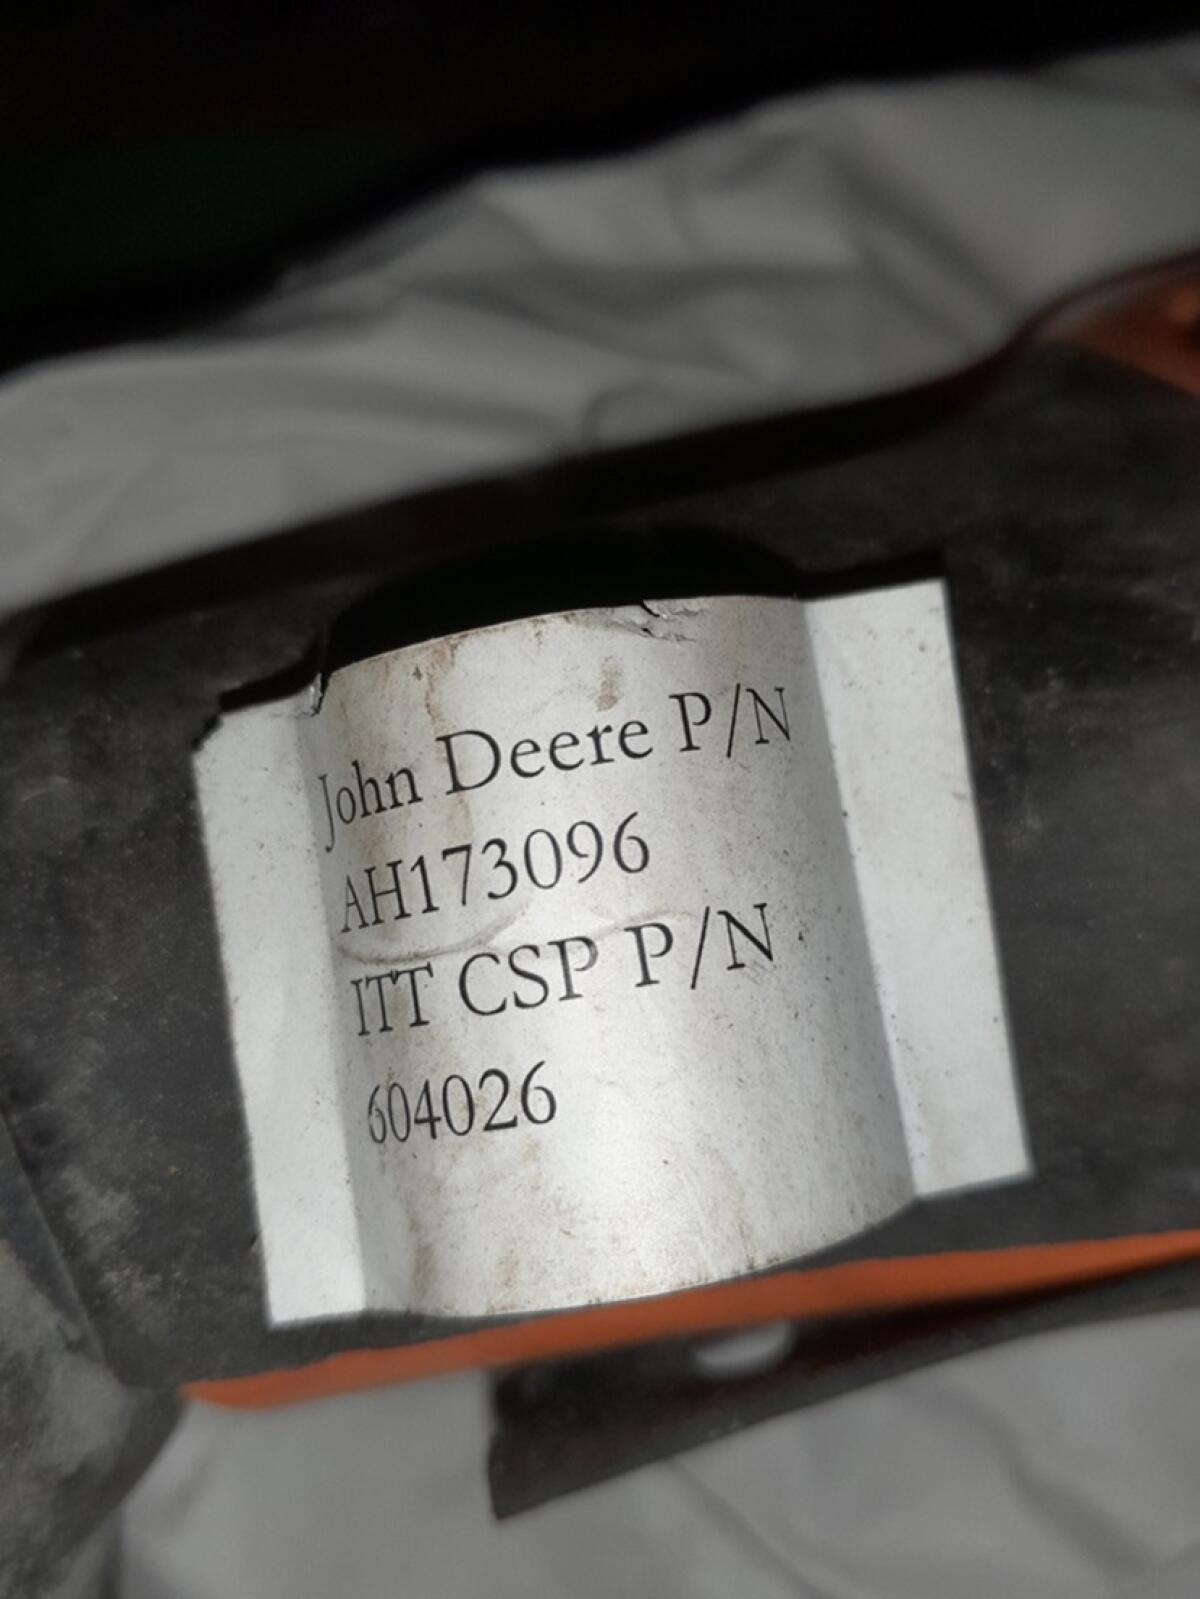 John Deere P/N
AH173096
ITT CSP P/N
604026